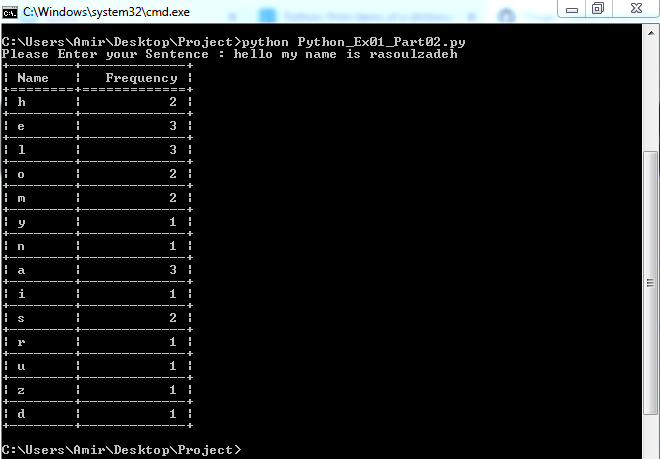 C:\Windows\system32\cmd.exe
C:\Users\Amir\Desktop\Project>python Python_Ex01_Part02.py
Please Enter your Sentence : hello my name is rasoulzadeh
+--------+-------------+
¦ Name   ¦   Frequency ¦
+========+=============+
¦ h      ¦           2 ¦
+--------+-------------+
¦ e      ¦           3 ¦
+--------+-------------+
¦ l      ¦           3 ¦
+--------+-------------+
¦ o      ¦           2 ¦
+--------+-------------+
¦ m      ¦           2 ¦
+--------+-------------+
¦ y      ¦           1 ¦
+--------+-------------+
¦ n      ¦           1 ¦
+--------+-------------+
¦ a      ¦           3 ¦
+--------+-------------+
¦ i      ¦           1 ¦
+--------+-------------+
¦ s      ¦           2 ¦
+--------+-------------+
¦ r      ¦           1 ¦
+--------+-------------+
¦ u      ¦           1 ¦
+--------+-------------+
¦ z      ¦           1 ¦
+--------+-------------+
¦ d      ¦           1 ¦
+--------+-------------+
C:\Users\Amir\Desktop\Project>